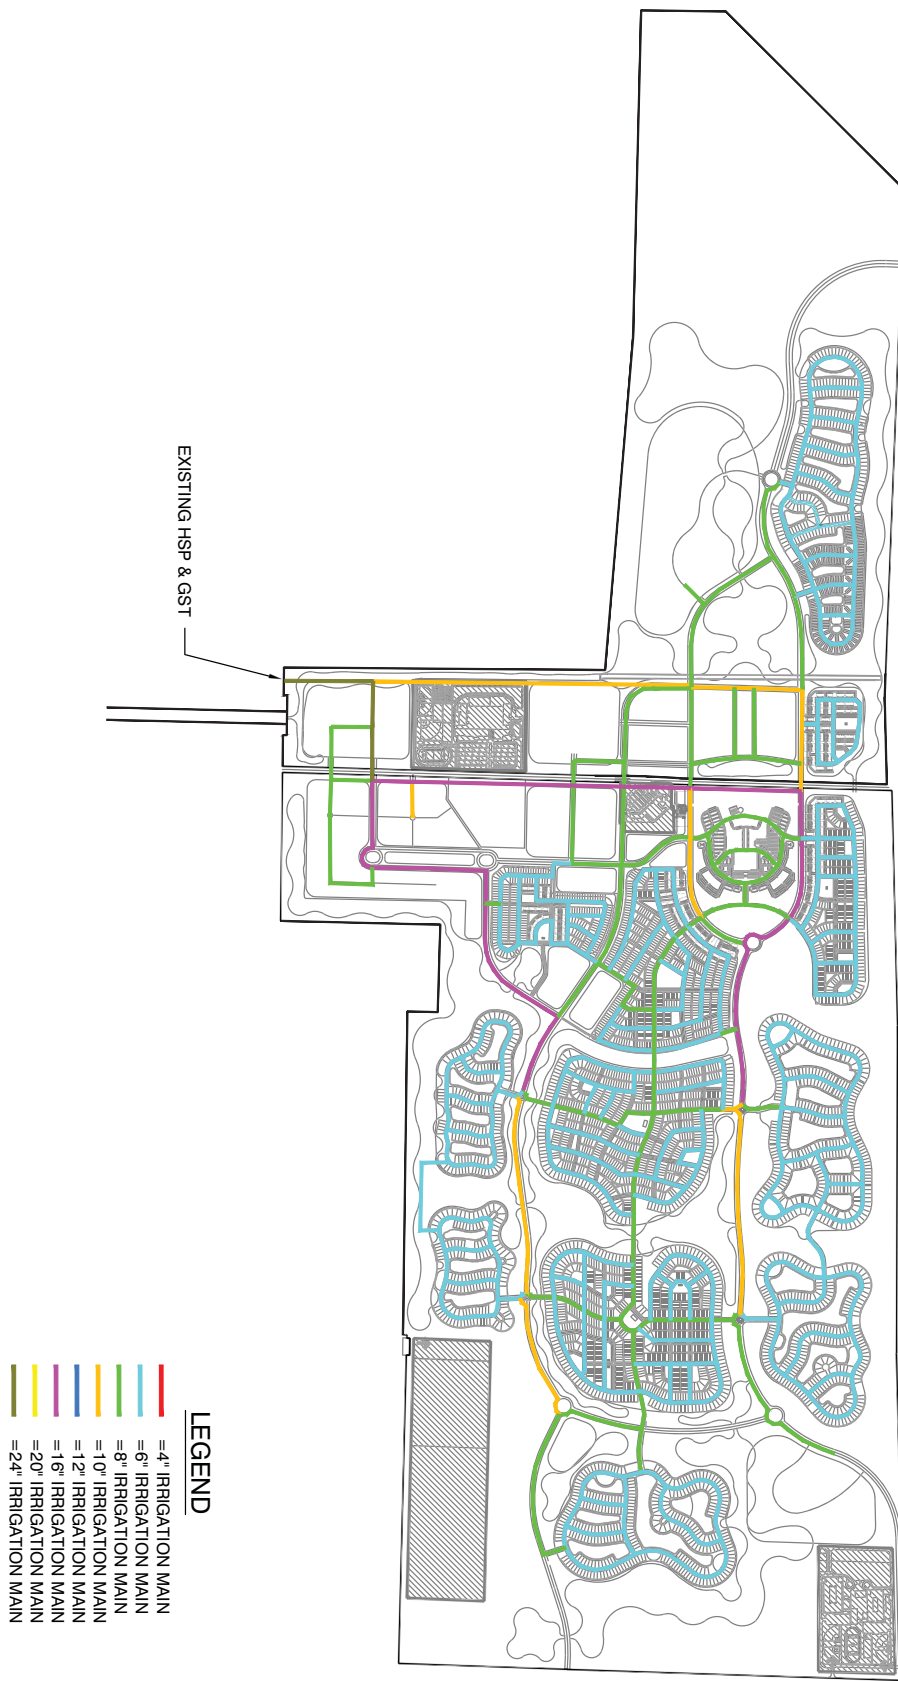 EXISTING HSP & GST
LEGEND
=4" IRRIGATION MAIN
=6" IRRIGATION MAIN
=8" IRRIGATION MAIN
=10" IRRIGATION MAIN
=12" IRRIGATION MAIN
=16" IRRIGATION MAIN
=20" IRRIGATION MAIN
=24" IRRIGATION MAIN